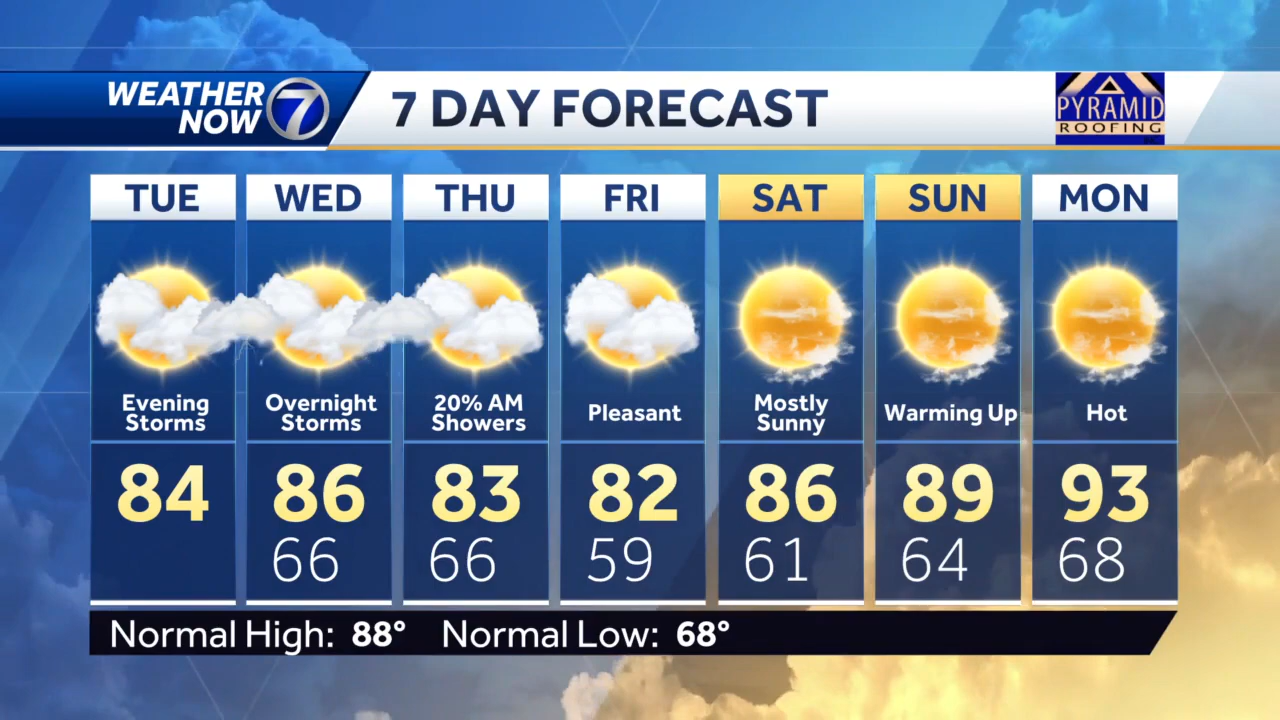 WEATHER
NOW 7
7 DAY FORECAST
PYRAMID
ROOFING
TUE WED THU FRI SAT SUN MON
Evening
Storms
Overnight
Storms
20% AM
Showers
Pleasant
Mostly
Sunny
Warming Up
Hot
84 86 83 82 86 89 93
66 66 59 61 64 68
Normal High: 88° Normal Low: 68°